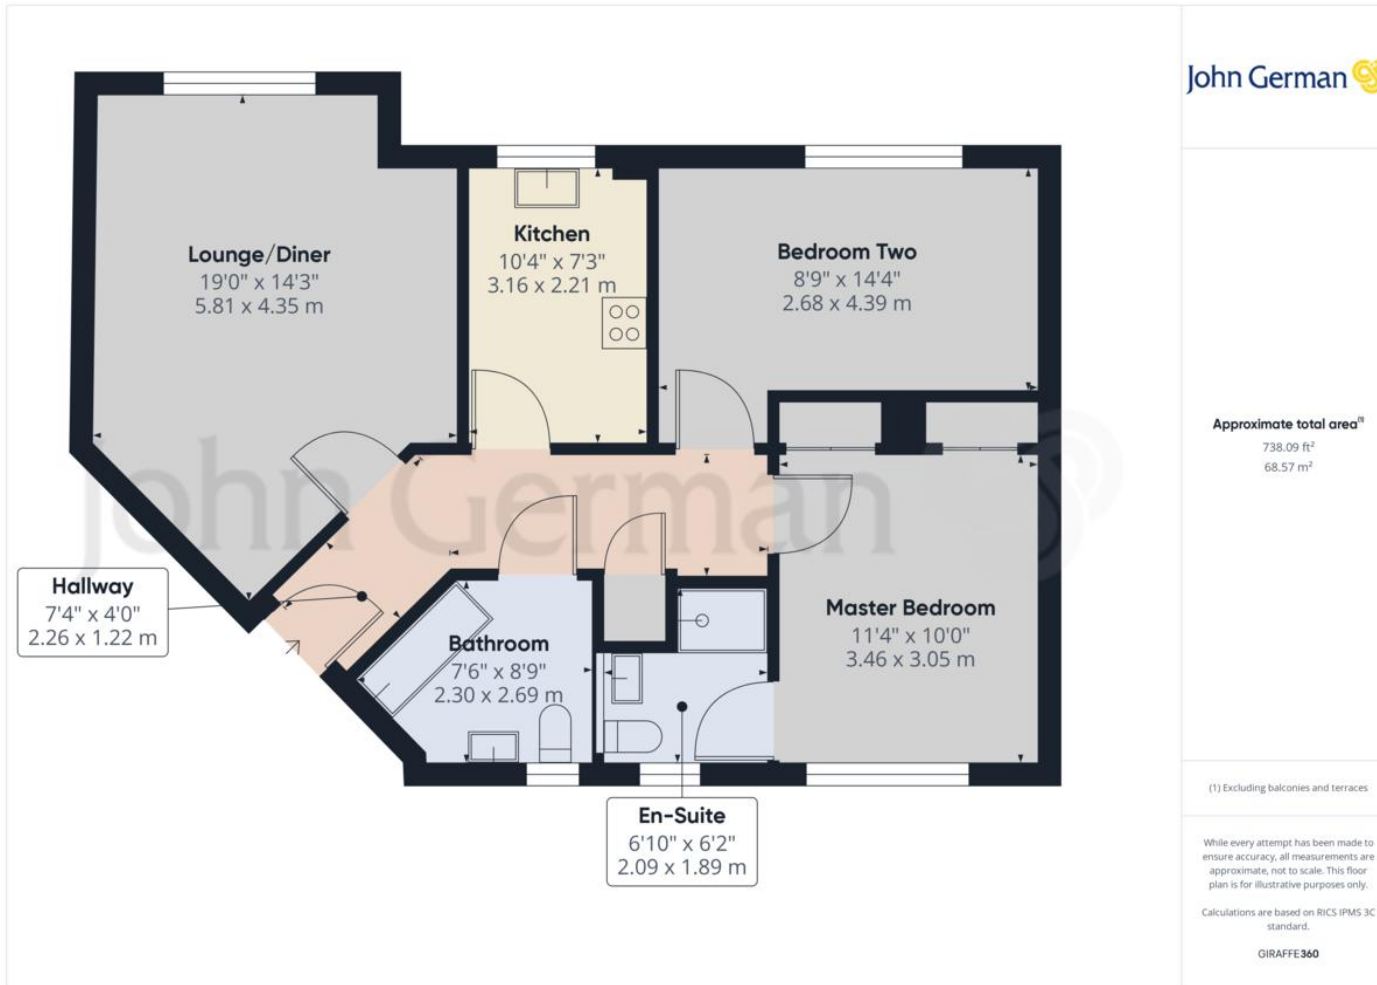 John German
Lounge/Diner
19'0" x 14'3"
5.81 x 4.35 m
Kitchen
10'4" x 7'3"
3.16 x 2.21 m
Bedroom Two
8'9" x 14'4"
2.68 x 4.39 m
John German
Hallway
7'4" x 4'0"
2.26 x 1.22 m
Bathroom
7'6" x 8'9"
2.30 x 2.69 m
Master Bedroom
11'4" x 10'0"
3.46 x 3.05 m
En-Suite
6'10" x 6'2"
2.09 x 1.89 m
Approximate total area(1)
738.09 ft²
68.57 m²
(1) Excluding balconies and terraces
While every attempt has been made to
ensure accuracy, all measurements are
approximate, not to scale. This floor
plan is for illustrative purposes only.
Calculations are based on RICS IPMS 3C
standard.
GIRAFFE360